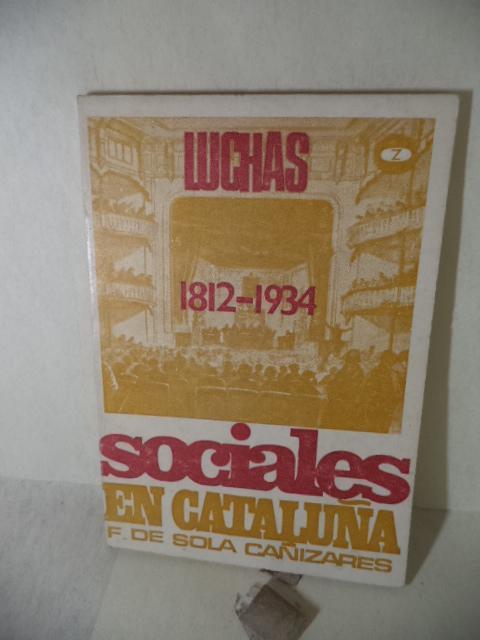 LUCHAS
Z
1812-1934
sociales
EN CATALUÑA
F. DE SOLA CAÑIZARES